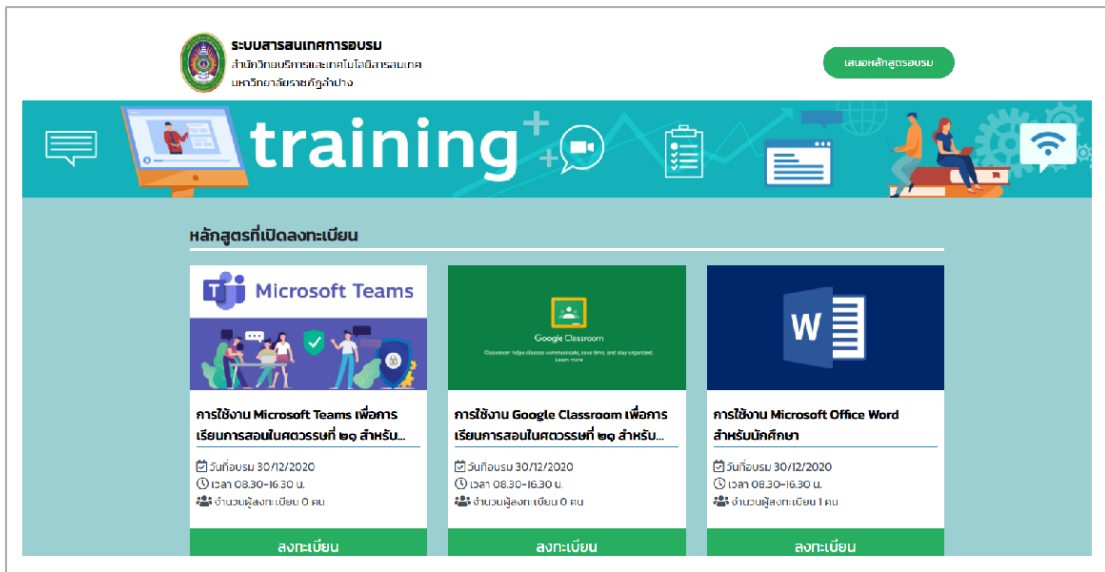 ระบบสารสนเทศการอบรม
สำนักวิทยบริการและเทคโนโลยีสารสนเทศ
มหาวิทยาลัยราชภัฏลำปาง
เสนอหลักสูตรอบรม
training
หลักสูตรที่เปิดลงทะเบียน
Microsoft Teams
Google Classroom
Classroom helps classes communicate, save time, and stay organized.
Learn more
W
การใช้งาน Microsoft Teams เพื่อการ
เรียนการสอนในศตวรรษที่ ๒๑ สำหรับ...
วันที่อบรม 30/12/2020
เวลา 08.30-16.30 น.
จำนวนผู้ลงทะเบียน 0 คน
ลงทะเบียน
การใช้งาน Google Classroom เพื่อการ
เรียนการสอนในศตวรรษที่ ๒๑ สำหรับ...
วันที่อบรม 30/12/2020
เวลา 08.30-16.30 น.
จำนวนผู้ลงทะเบียน 0 คน
ลงทะเบียน
การใช้งาน Microsoft Office Word
สำหรับนักศึกษา
วันที่อบรม 30/12/2020
เวลา 08.30-16.30 น.
จำนวนผู้ลงทะเบียน 1 คน
ลงทะเบียน